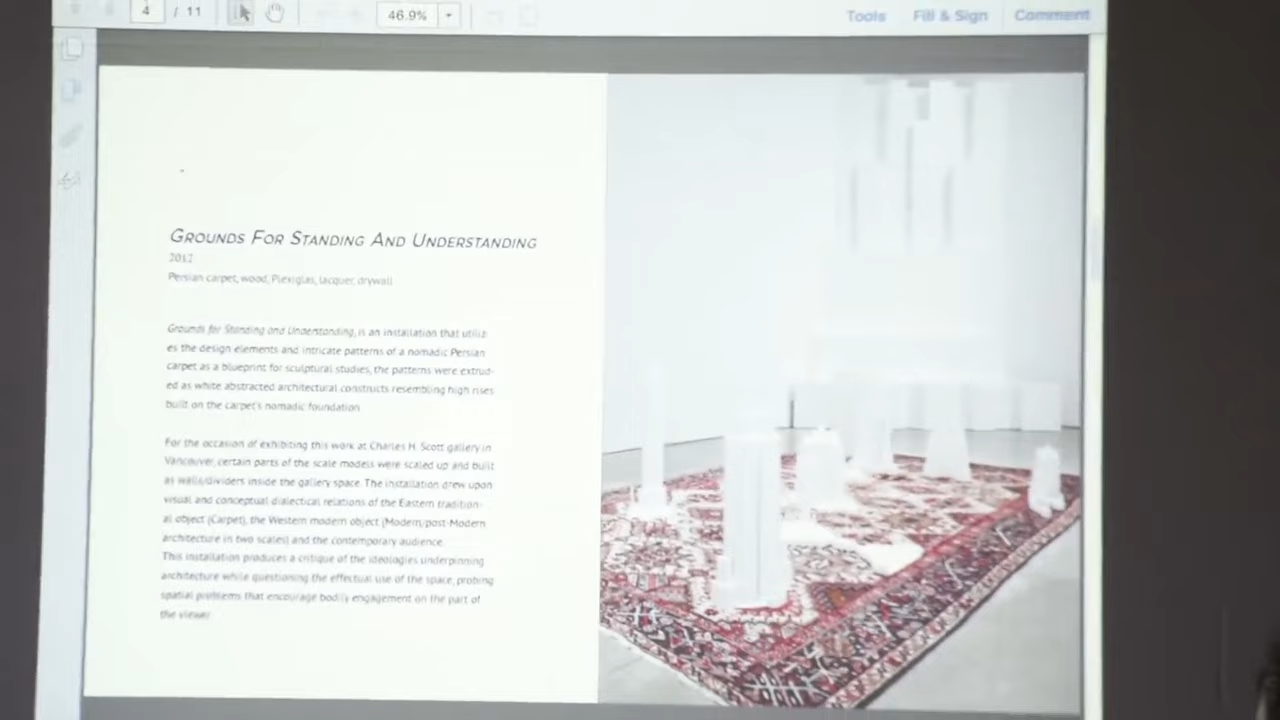 4 / 11
46.9%
Tools Fill & Sign Comment
GROUNDS FOR STANDING AND UNDERSTANDING
2012
Persian carpet, wood, Plexiglas, lacquer, drywall
Grounds for Standing and Understanding, is an installation that utiliz-
es the design elements and intricate patterns of a nomadic Persian
carpet as a blueprint for sculptural studies, the patterns were extrud-
ed as white abstracted architectural constructs resembling high rises
built on the carpet's nomadic foundation.
For the occasion of exhibiting this work at Charles H. Scott gallery in
Vancouver, certain parts of the scale models were scaled up and built
as walls/dividers inside the gallery space. The installation drew upon
visual and conceptual dialectical relations of the Eastern tradition-
al object (Carpet), the Western modern object (Modern/post-Modern
architecture in two scales) and the contemporary audience.
This installation produces a critique of the ideologies underpinning
architecture while questioning the effectual use of the space, probing
spatial problems that encourage bodily engagement on the part of
the viewer.